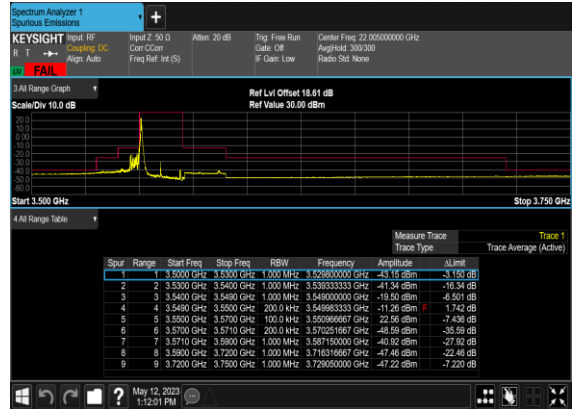 Spectrum Analyzer 1
Spurious Emissions
+
KEYSIGHT Input: RF Input Z: 50 Ω Atten: 20 dB Trig: Free Run Center Freq: 22.005000000 GHz
R T Coupling: DC Corr CCorr Gate: Off Avg|Hold: 300/300
Align: Auto Freq Ref: Int (S) IF Gain: Low Radio Std: None
LV FAIL
3 All Range Graph
Ref Lvl Offset 18.61 dB
Scale/Div 10.0 dB Ref Value 30.00 dBm
20.0
10.0
0.0
-10.0
-20.0
-30.0
-40.0
-50.0
-60.0
Start 3.500 GHz Stop 3.750 GHz
4 All Range Table
Measure Trace Trace 1
Trace Type Trace Average (Active)
Spur Range Start Freq Stop Freq RBW Frequency Amplitude ΔLimit
1 1 3.5000 GHz 3.5300 GHz 1.000 MHz 3.529800000 GHz -43.15 dBm -3.150 dB
2 2 3.5300 GHz 3.5400 GHz 1.000 MHz 3.539333333 GHz -41.34 dBm -16.34 dB
3 3 3.5400 GHz 3.5490 GHz 1.000 MHz 3.549000000 GHz -19.50 dBm -6.501 dB
4 4 3.5490 GHz 3.5500 GHz 200.0 kHz 3.549983333 GHz -11.26 dBm F 1.742 dB
5 5 3.5500 GHz 3.5700 GHz 100.0 kHz 3.550966667 GHz 22.56 dBm -7.436 dB
6 6 3.5700 GHz 3.5710 GHz 200.0 kHz 3.570251667 GHz -48.59 dBm -35.59 dB
7 7 3.5710 GHz 3.5900 GHz 1.000 MHz 3.587150000 GHz -40.92 dBm -27.92 dB
8 8 3.5900 GHz 3.7200 GHz 1.000 MHz 3.716316667 GHz -47.46 dBm -22.46 dB
9 9 3.7200 GHz 3.7500 GHz 1.000 MHz 3.729050000 GHz -47.22 dBm -7.220 dB
? May 12, 2023
1:12:01 PM